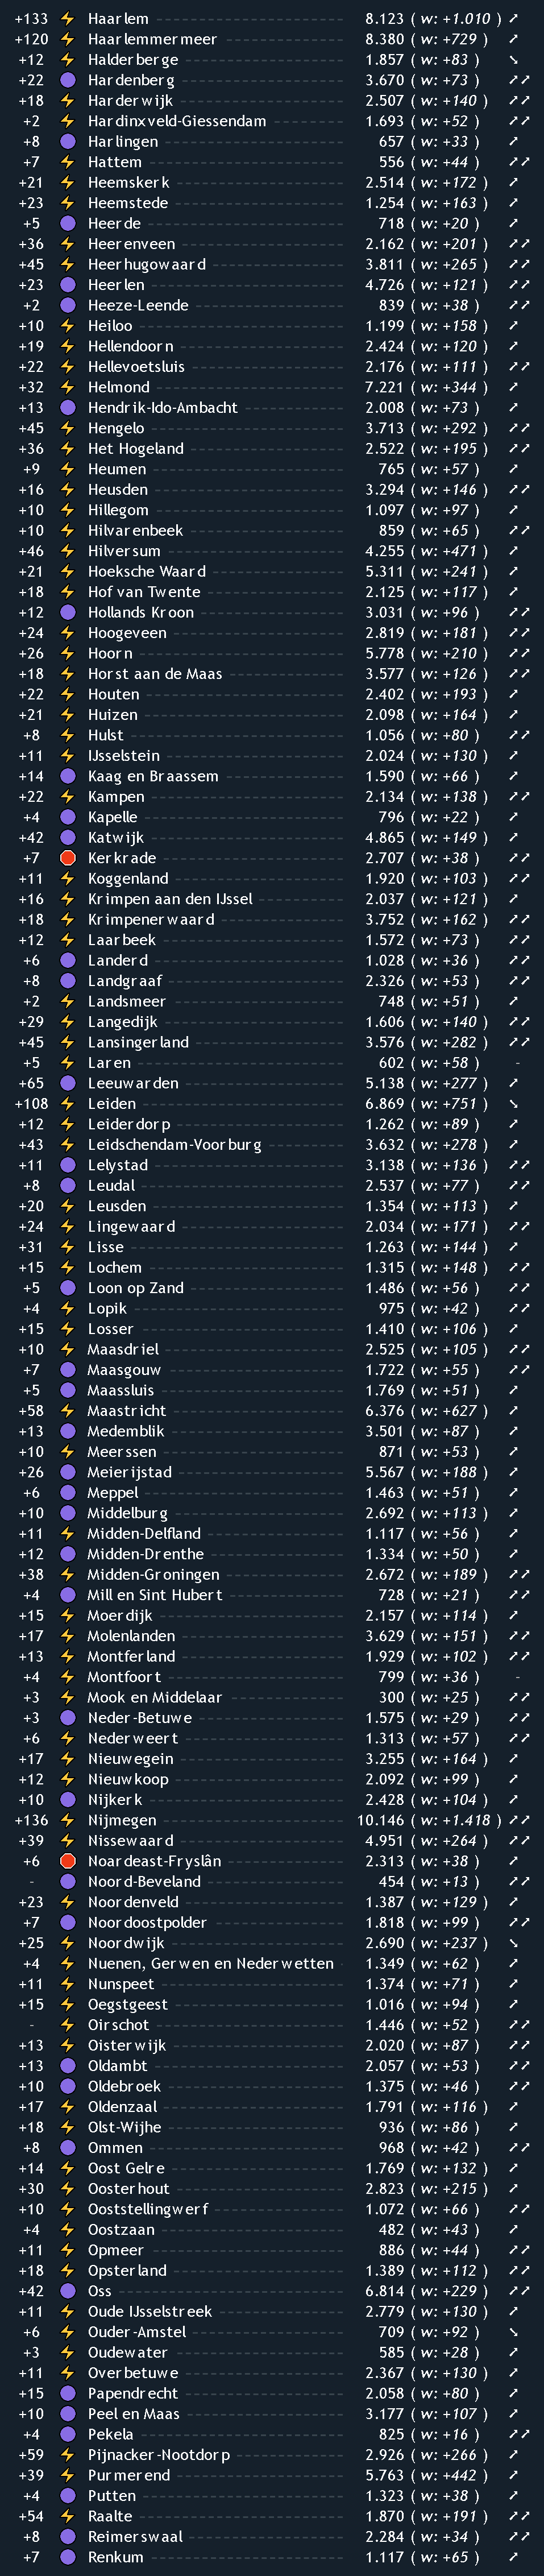 +133 ⚡ Haarlem 8.123 ( w: +1.010 ) ↗
+120 ⚡ Haarlemmermeer 8.380 ( w: +729 ) ↗
+12 ⚡ Halderberge 1.857 ( w: +83 ) ↘
+22 Hardenberg 3.670 ( w: +73 ) ↗↗
+18 ⚡ Harderwijk 2.507 ( w: +140 ) ↗↗
+2 ⚡ Hardinxveld-Giessendam 1.693 ( w: +52 ) ↗↗
+8 Harlingen 657 ( w: +33 ) ↗
+7 ⚡ Hattem 556 ( w: +44 ) ↗↗
+21 ⚡ Heemskerk 2.514 ( w: +172 ) ↗
+23 ⚡ Heemstede 1.254 ( w: +163 ) ↗
+5 Heerde 718 ( w: +20 ) ↗
+36 ⚡ Heerenveen 2.162 ( w: +201 ) ↗↗
+45 ⚡ Heerhugowaard 3.811 ( w: +265 ) ↗↗
+23 Heerlen 4.726 ( w: +121 ) ↗↗
+2 Heeze-Leende 839 ( w: +38 ) ↗↗
+10 ⚡ Heiloo 1.199 ( w: +158 ) ↗
+19 ⚡ Hellendoorn 2.424 ( w: +120 ) ↗
+22 ⚡ Hellevoetsluis 2.176 ( w: +111 ) ↗↗
+32 ⚡ Helmond 7.221 ( w: +344 ) ↗
+13 Hendrik-Ido-Ambacht 2.008 ( w: +73 ) ↗
+45 ⚡ Hengelo 3.713 ( w: +292 ) ↗↗
+36 ⚡ Het Hogeland 2.522 ( w: +195 ) ↗↗
+9 ⚡ Heumen 765 ( w: +57 ) ↗
+16 ⚡ Heusden 3.294 ( w: +146 ) ↗↗
+10 ⚡ Hillegom 1.097 ( w: +97 ) ↗
+10 ⚡ Hilvarenbeek 859 ( w: +65 ) ↗↗
+46 ⚡ Hilversum 4.255 ( w: +471 ) ↗
+21 ⚡ Hoeksche Waard 5.311 ( w: +241 ) ↗
+18 ⚡ Hof van Twente 2.125 ( w: +117 ) ↗
+12 Hollands Kroon 3.031 ( w: +96 ) ↗↗
+24 ⚡ Hoogeveen 2.819 ( w: +181 ) ↗↗
+26 ⚡ Hoorn 5.778 ( w: +210 ) ↗↗
+18 ⚡ Horst aan de Maas 3.577 ( w: +126 ) ↗↗
+22 ⚡ Houten 2.402 ( w: +193 ) ↗
+21 ⚡ Huizen 2.098 ( w: +164 ) ↗
+8 ⚡ Hulst 1.056 ( w: +80 ) ↗↗
+11 ⚡ IJsselstein 2.024 ( w: +130 ) ↗
+14 Kaag en Braassem 1.590 ( w: +66 ) ↗
+22 ⚡ Kampen 2.134 ( w: +138 ) ↗↗
+4 Kapelle 796 ( w: +22 ) ↗
+42 Katwijk 4.865 ( w: +149 ) ↗
+7 Kerkrade 2.707 ( w: +38 ) ↗↗
+11 ⚡ Koggenland 1.920 ( w: +103 ) ↗↗
+16 ⚡ Krimpen aan den IJssel 2.037 ( w: +121 ) ↗
+18 ⚡ Krimpenerwaard 3.752 ( w: +162 ) ↗↗
+12 ⚡ Laarbeek 1.572 ( w: +73 ) ↗↗
+6 Landerd 1.028 ( w: +36 ) ↗↗
+8 Landgraaf 2.326 ( w: +53 ) ↗↗
+2 ⚡ Landsmeer 748 ( w: +51 ) ↗
+29 ⚡ Langedijk 1.606 ( w: +140 ) ↗↗
+45 ⚡ Lansingerland 3.576 ( w: +282 ) ↗↗
+5 ⚡ Laren 602 ( w: +58 ) -
+65 Leeuwarden 5.138 ( w: +277 ) ↗
+108 ⚡ Leiden 6.869 ( w: +751 ) ↘
+12 ⚡ Leiderdorp 1.262 ( w: +89 ) ↗
+43 ⚡ Leidschendam-Voorburg 3.632 ( w: +278 ) ↗
+11 Lelystad 3.138 ( w: +136 ) ↗↗
+8 Leudal 2.537 ( w: +77 ) ↗↗
+20 ⚡ Leusden 1.354 ( w: +113 ) ↗
+24 ⚡ Lingewaard 2.034 ( w: +171 ) ↗↗
+31 ⚡ Lisse 1.263 ( w: +144 ) ↗
+15 ⚡ Lochem 1.315 ( w: +148 ) ↗↗
+5 Loon op Zand 1.486 ( w: +56 ) ↗↗
+4 ⚡ Lopik 975 ( w: +42 ) ↗↗
+15 ⚡ Losser 1.410 ( w: +106 ) ↗
+10 ⚡ Maasdriel 2.525 ( w: +105 ) ↗↗
+7 Maasgouw 1.722 ( w: +55 ) ↗↗
+5 Maassluis 1.769 ( w: +51 ) ↗
+58 ⚡ Maastricht 6.376 ( w: +627 ) ↗
+13 Medemblik 3.501 ( w: +87 ) ↗
+10 ⚡ Meerssen 871 ( w: +53 ) ↗
+26 Meierijstad 5.567 ( w: +188 ) ↗
+6 Meppel 1.463 ( w: +51 ) ↗
+10 Middelburg 2.692 ( w: +113 ) ↗
+11 ⚡ Midden-Delfland 1.117 ( w: +56 ) ↗
+12 Midden-Drenthe 1.334 ( w: +50 ) ↗
+38 ⚡ Midden-Groningen 2.672 ( w: +189 ) ↗↗
+4 Mill en Sint Hubert 728 ( w: +21 ) ↗↗
+15 ⚡ Moerdijk 2.157 ( w: +114 ) ↗
+17 ⚡ Molenlanden 3.629 ( w: +151 ) ↗↗
+13 ⚡ Montferland 1.929 ( w: +102 ) ↗↗
+4 ⚡ Montfoort 799 ( w: +36 ) -
+3 ⚡ Mook en Middelaar 300 ( w: +25 ) ↗↗
+3 Neder-Betuwe 1.575 ( w: +29 ) ↗↗
+6 ⚡ Nederweert 1.313 ( w: +57 ) ↗↗
+17 ⚡ Nieuwegein 3.255 ( w: +164 ) ↗
+12 ⚡ Nieuwkoop 2.092 ( w: +99 ) ↗
+10 Nijkerk 2.428 ( w: +104 ) ↗
+136 ⚡ Nijmegen 10.146 ( w: +1.418 ) ↗↗
+39 ⚡ Nissewaard 4.951 ( w: +264 ) ↗↗
+6 Noardeast-Fryslân 2.313 ( w: +38 ) ↗
- Noord-Beveland 454 ( w: +13 ) ↗↗
+23 ⚡ Noordenveld 1.387 ( w: +129 ) ↗
+7 Noordoostpolder 1.818 ( w: +99 ) ↗↗
+25 ⚡ Noordwijk 2.690 ( w: +237 ) ↘
+4 ⚡ Nuenen, Gerwen en Nederwetten 1.349 ( w: +62 ) ↗
+11 ⚡ Nunspeet 1.374 ( w: +71 ) ↗
+15 ⚡ Oegstgeest 1.016 ( w: +94 ) ↗
- ⚡ Oirschot 1.446 ( w: +52 ) ↗↗
+13 ⚡ Oisterwijk 2.020 ( w: +87 ) ↗↗
+13 Oldambt 2.057 ( w: +53 ) ↗↗
+10 Oldebroek 1.375 ( w: +46 ) ↗↗
+17 ⚡ Oldenzaal 1.791 ( w: +116 ) ↗
+18 ⚡ Olst-Wijhe 936 ( w: +86 ) ↗
+8 Ommen 968 ( w: +42 ) ↗↗
+14 ⚡ Oost Gelre 1.769 ( w: +132 ) ↗
+30 ⚡ Oosterhout 2.823 ( w: +215 ) ↗
+10 ⚡ Ooststellingwerf 1.072 ( w: +66 ) ↗↗
+4 ⚡ Oostzaan 482 ( w: +43 ) ↗
+11 ⚡ Opmeer 886 ( w: +44 ) ↗↗
+18 ⚡ Opsterland 1.389 ( w: +112 ) ↗↗
+42 Oss 6.814 ( w: +229 ) ↗↗
+11 ⚡ Oude IJsselstreek 2.779 ( w: +130 ) ↗
+6 ⚡ Ouder-Amstel 709 ( w: +92 ) ↘
+3 ⚡ Oudewater 585 ( w: +28 ) ↗
+11 ⚡ Overbetuwe 2.367 ( w: +130 ) ↗
+15 Papendrecht 2.058 ( w: +80 ) ↗
+10 Peel en Maas 3.177 ( w: +107 ) ↗
+4 Pekela 825 ( w: +16 ) ↗↗
+59 ⚡ Pijnacker-Nootdorp 2.926 ( w: +266 ) ↗
+39 ⚡ Purmerend 5.763 ( w: +442 ) ↗
+4 Putten 1.323 ( w: +38 ) ↗
+54 ⚡ Raalte 1.870 ( w: +191 ) ↗↗
+8 Reimerswaal 2.284 ( w: +34 ) ↗↗
+7 Renkum 1.117 ( w: +65 ) ↗